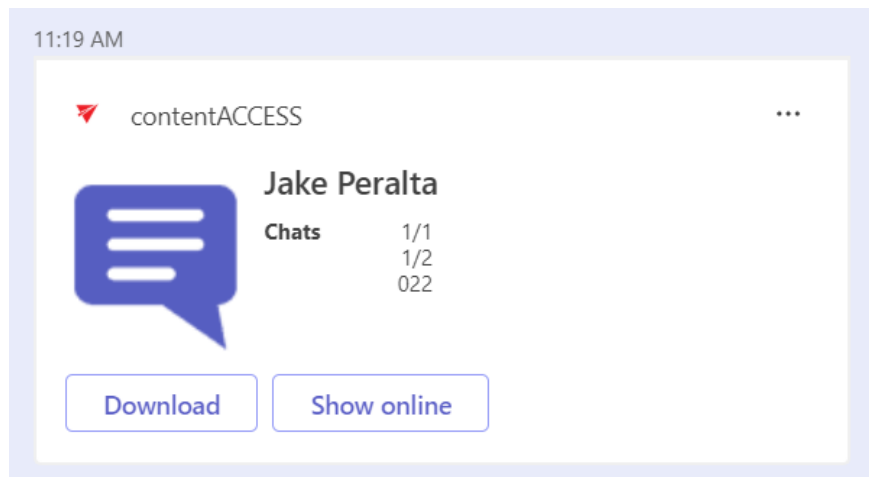 11:19 AM
contentACCESS
Jake Peralta
Chats 1/1
1/2
022
Download Show online